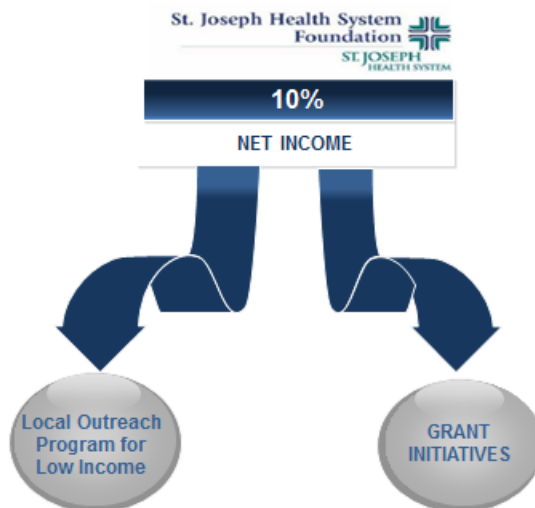 St. Joseph Health System
Foundation
ST. JOSEPH
HEALTH SYSTEM
10%
NET INCOME
Local Outreach
Program for
Low Income
GRANT
INITIATIVES